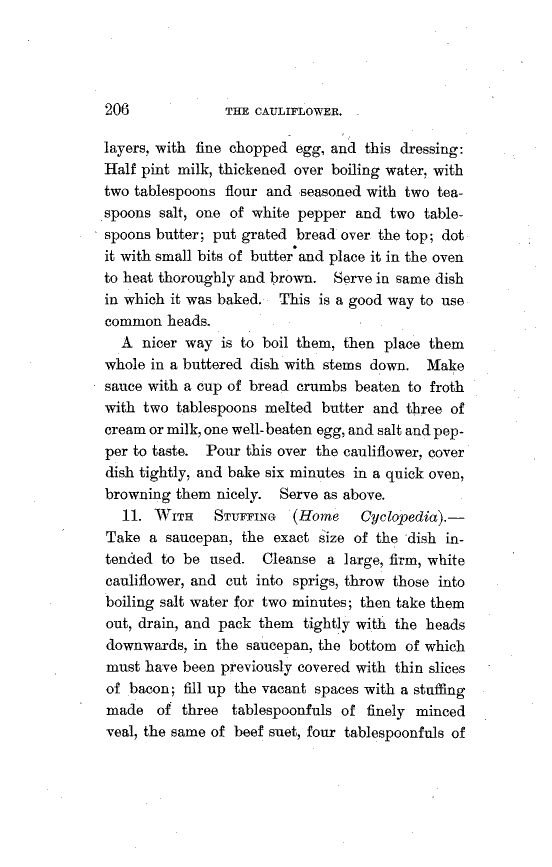 206 THE CAULIFLOWER.
layers, with fine chopped egg, and this dressing:
Half pint milk, thickened over boiling water, with
two tablespoons flour and seasoned with two tea-
spoons salt, one of white pepper and two table-
spoons butter; put grated bread over the top; dot
it with small bits of butter and place it in the oven
to heat thoroughly and brown. Serve in same dish
in which it was baked. This is a good way to use
common heads.
A nicer way is to boil them, then place them
whole in a buttered dish with stems down. Make
sauce with a cup of bread crumbs beaten to froth
with two tablespoons melted butter and three of
cream or milk, one well-beaten egg, and salt and pep-
per to taste. Pour this over the cauliflower, cover
dish tightly, and bake six minutes in a quick oven,
browning them nicely. Serve as above.
11. WITH STUFFING (Home Cyclopedia).—
Take a saucepan, the exact size of the dish in-
tended to be used. Cleanse a large, firm, white
cauliflower, and cut into sprigs, throw those into
boiling salt water for two minutes; then take them
out, drain, and pack them tightly with the heads
downwards, in the saucepan, the bottom of which
must have been previously covered with thin slices
of bacon; fill up the vacant spaces with a stuffing
made of three tablespoonfuls of finely minced
veal, the same of beef suet, four tablespoonfuls of